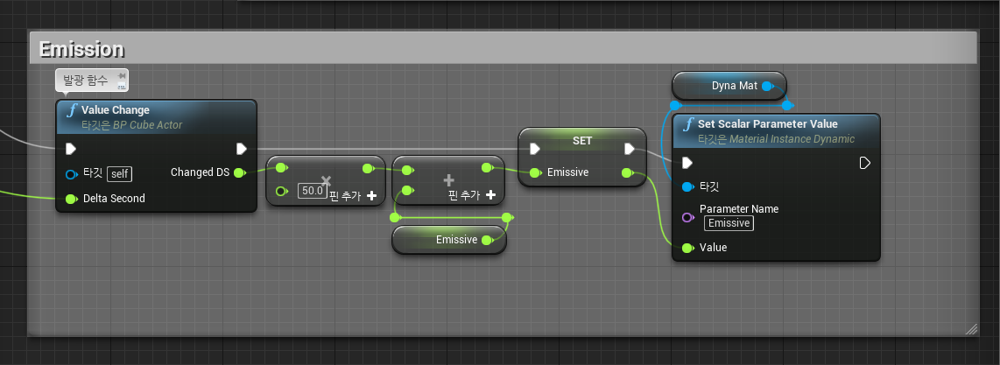 Emission
발광 함수
Value Change
타깃은 BP Cube Actor
타깃 self
Changed DS
Delta Second
50.0
핀 추가
핀 추가
Emissive
SET
Emissive
Dyna Mat
Set Scalar Parameter Value
타깃은 Material Instance Dynamic
타깃
Parameter Name
Emissive
Value